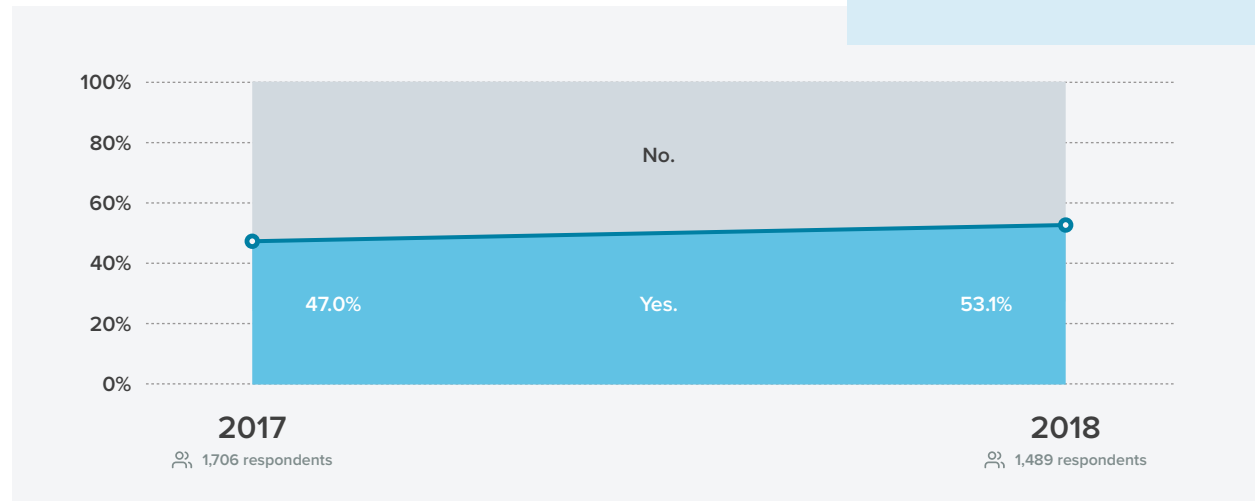 100%
80%
No.
60%
40%
47.0% Yes. 53.1%
20%
0%
2017 2018
1,706 respondents 1,489 respondents